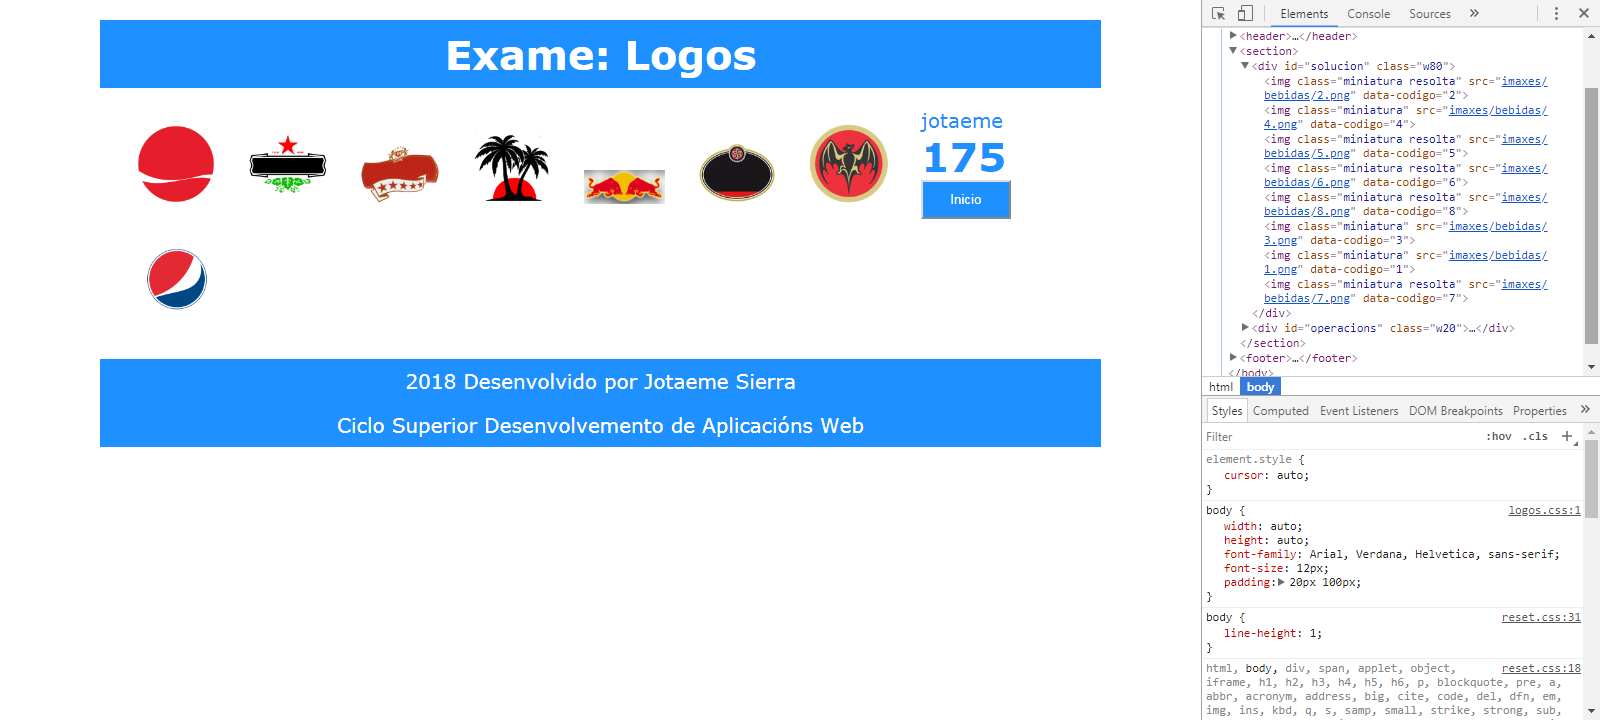 Exame: Logos
jotaeme
175
Inicio
2018 Desenvolvido por Jotaeme Sierra
Ciclo Superior Desenvolvemento de Aplicacións Web
Elements Console Sources »
▶<header>…</header>
▼<section>
▼<div id="solucion" class="w80">
<img class="miniatura resolta" src="imaxes/
bebidas/2.png" data-codigo="2">
<img class="miniatura" src="imaxes/bebidas/
4.png" data-codigo="4">
<img class="miniatura resolta" src="imaxes/
bebidas/5.png" data-codigo="5">
<img class="miniatura resolta" src="imaxes/
bebidas/6.png" data-codigo="6">
<img class="miniatura resolta" src="imaxes/
bebidas/8.png" data-codigo="8">
<img class="miniatura" src="imaxes/bebidas/
3.png" data-codigo="3">
<img class="miniatura" src="imaxes/bebidas/
1.png" data-codigo="1">
<img class="miniatura resolta" src="imaxes/
bebidas/7.png" data-codigo="7">
</div>
▶<div id="operacions" class="w20">…</div>
</section>
▶<footer>…</footer>
</body>
html body
Styles Computed Event Listeners DOM Breakpoints Properties »
Filter :hov .cls +
element.style {
cursor: auto;
}
body { logos.css:1
width: auto;
height: auto;
font-family: Arial, Verdana, Helvetica, sans-serif;
font-size: 12px;
padding:▶ 20px 100px;
}
body { reset.css:31
line-height: 1;
}
html, body, div, span, applet, object, reset.css:18
iframe, h1, h2, h3, h4, h5, h6, p, blockquote, pre, a,
abbr, acronym, address, big, cite, code, del, dfn, em,
img, ins, kbd, q, s, samp, small, strike, strong, sub,